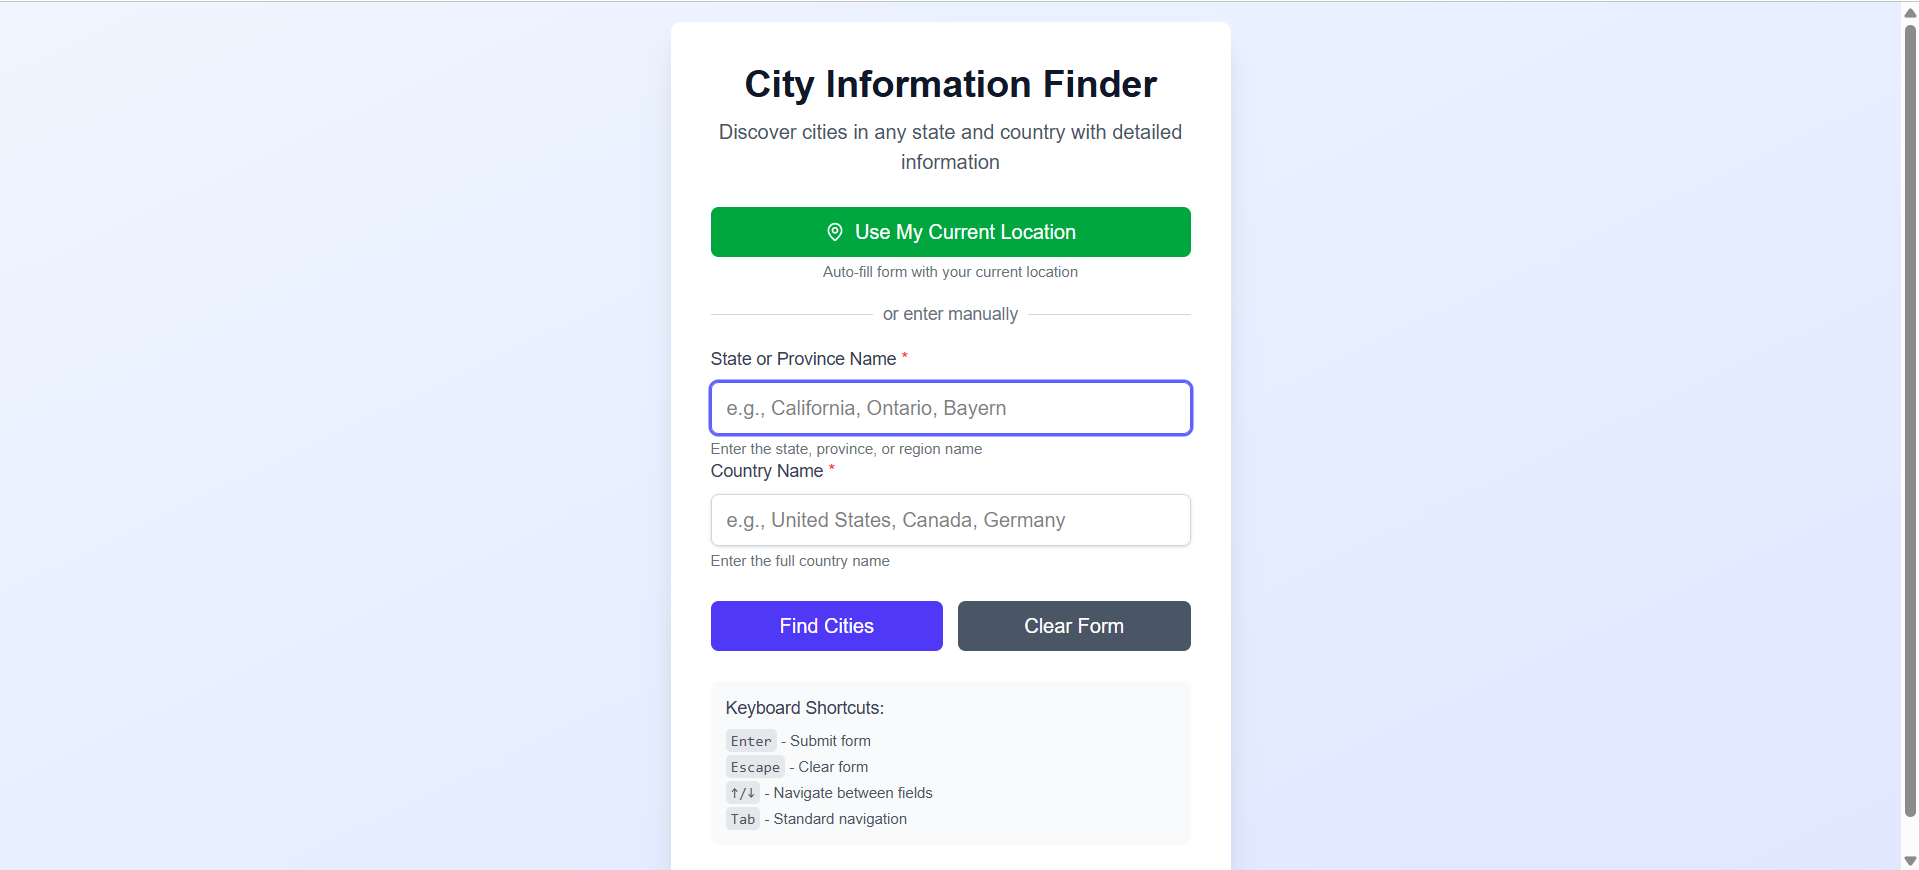 City Information Finder
Discover cities in any state and country with detailed
information
Use My Current Location
Auto-fill form with your current location
or enter manually
State or Province Name *
e.g., California, Ontario, Bayern
Enter the state, province, or region name
Country Name *
e.g., United States, Canada, Germany
Enter the full country name
Find Cities
Clear Form
Keyboard Shortcuts:
Enter - Submit form
Escape - Clear form
↑/↓ - Navigate between fields
Tab - Standard navigation